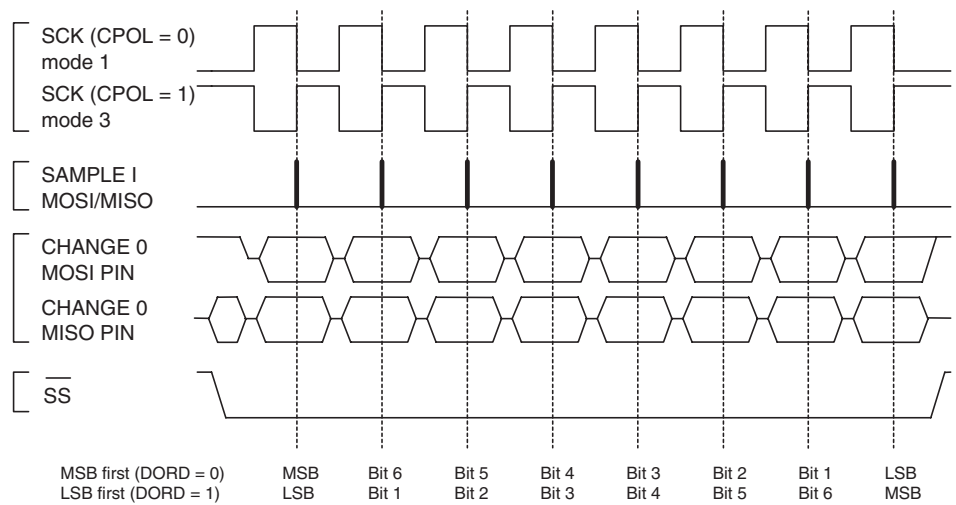 SCK (CPOL = 0)
mode 1
SCK (CPOL = 1)
mode 3
SAMPLE I
MOSI/MISO
CHANGE 0
MOSI PIN
CHANGE 0
MISO PIN
SS
MSB first (DORD = 0) MSB Bit 6 Bit 5 Bit 4 Bit 3 Bit 2 Bit 1 LSB
LSB first (DORD = 1) LSB Bit 1 Bit 2 Bit 3 Bit 4 Bit 5 Bit 6 MSB